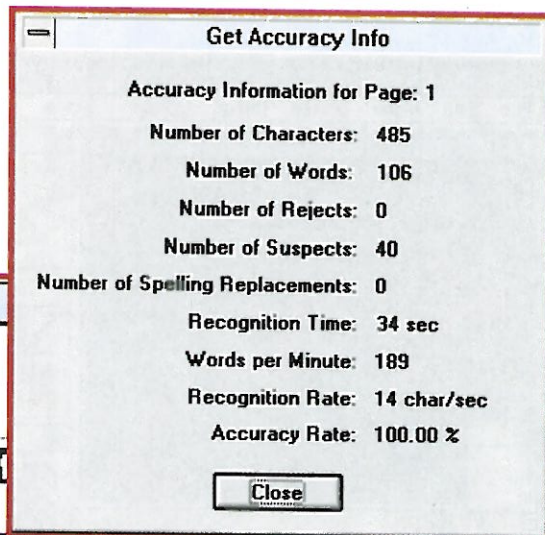 Get Accuracy Info
Accuracy Information for Page: 1
Number of Characters: 485
Number of Words: 106
Number of Rejects: 0
Number of Suspects: 40
Number of Spelling Replacements: 0
Recognition Time: 34 sec
Words per Minute: 189
Recognition Rate: 14 char/sec
Accuracy Rate: 100.00 %
Close